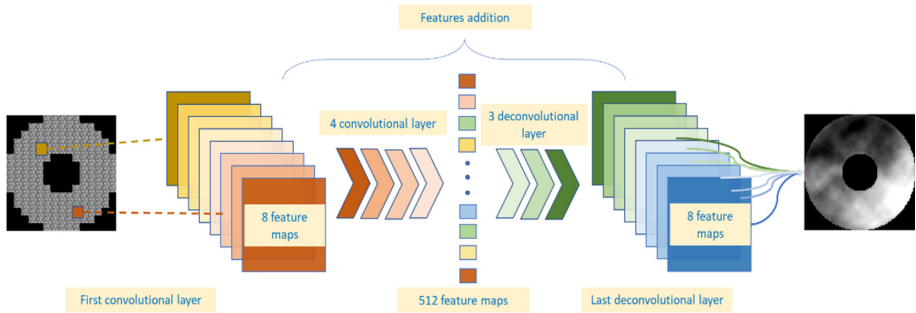 Features addition
4 convolutional layer
3 deconvolutional
layer
8 feature
maps
8 feature
maps
First convolutional layer
512 feature maps
Last deconvolutional layer